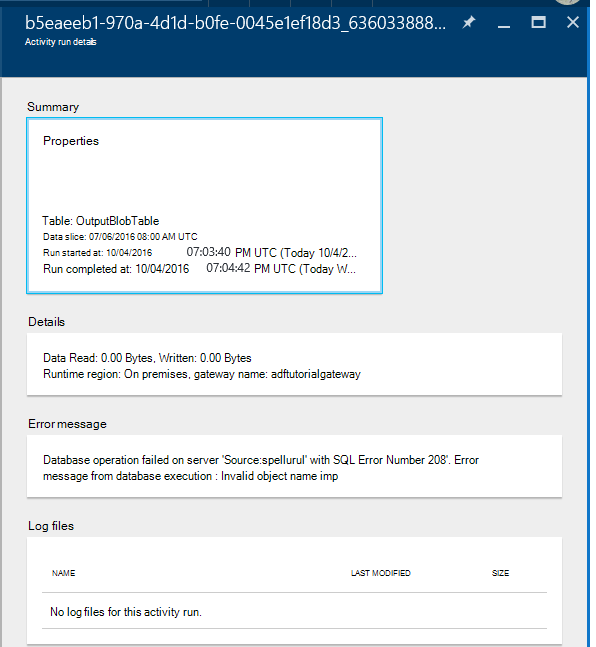 b5eaeeb1-970a-4d1d-b0fe-0045e1ef18d3_636033888...
Activity run details
Summary
Properties
Table: OutputBlobTable
Data slice: 07/06/2016 08:00 AM UTC
Run started at: 10/04/2016 07:03:40 PM UTC (Today 10/4/2...
Run completed at: 10/04/2016 07:04:42 PM UTC (Today W...
Details
Data Read: 0.00 Bytes, Written: 0.00 Bytes
Runtime region: On premises, gateway name: adftutorialgateway
Error message
Database operation failed on server 'Source:spellurul' with SQL Error Number 208'. Error
message from database execution : Invalid object name imp
Log files
NAME LAST MODIFIED SIZE
No log files for this activity run.